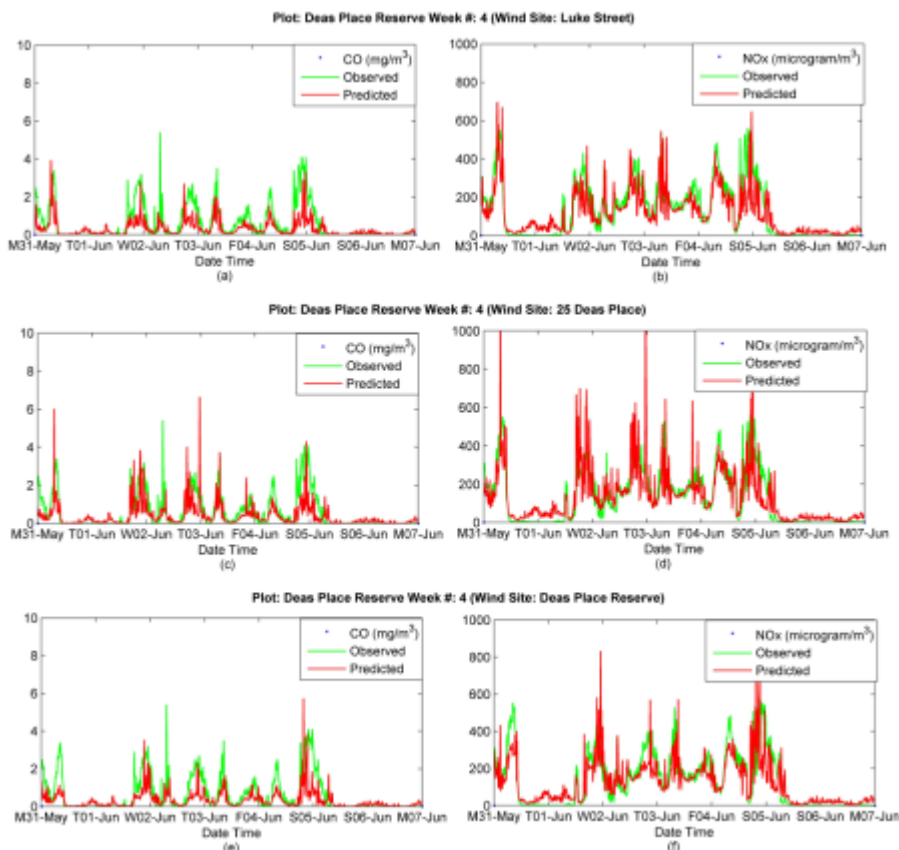 Plot: Deas Place Reserve Week #: 4 (Wind Site: Luke Street)
10
8
6
4
2
0
CO (mg/m³)
Observed
Predicted
M31-May T01-Jun W02-Jun T03-Jun F04-Jun S05-Jun S06-Jun M07-Jun
Date Time
(a)
1000
800
600
400
200
0
NOx (microgram/m³)
Observed
Predicted
M31-May T01-Jun W02-Jun T03-Jun F04-Jun S05-Jun S06-Jun M07-Jun
Date Time
(b)
Plot: Deas Place Reserve Week #: 4 (Wind Site: 25 Deas Place)
10
8
6
4
2
0
CO (mg/m³)
Observed
Predicted
M31-May T01-Jun W02-Jun T03-Jun F04-Jun S05-Jun S06-Jun M07-Jun
Date Time
(c)
1000
800
600
400
200
0
NOx (microgram/m³)
Observed
Predicted
M31-May T01-Jun W02-Jun T03-Jun F04-Jun S05-Jun S06-Jun M07-Jun
Date Time
(d)
Plot: Deas Place Reserve Week #: 4 (Wind Site: Deas Place Reserve)
10
8
6
4
2
0
CO (mg/m³)
Observed
Predicted
M31-May T01-Jun W02-Jun T03-Jun F04-Jun S05-Jun S06-Jun M07-Jun
Date Time
(e)
1000
800
600
400
200
0
NOx (microgram/m³)
Observed
Predicted
M31-May T01-Jun W02-Jun T03-Jun F04-Jun S05-Jun S06-Jun M07-Jun
Date Time
(f)